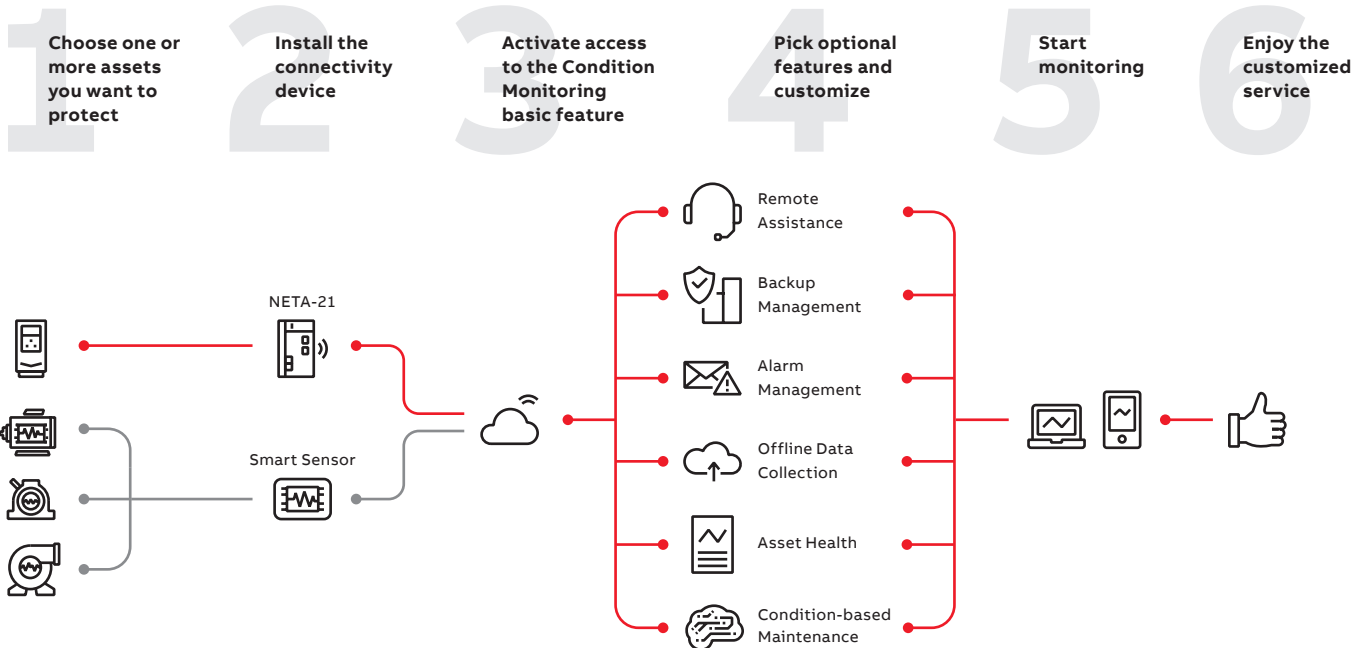 1
Choose one or
more assets
you want to
protect
2
Install the
connectivity
device
3
Activate access
to the Condition
Monitoring
basic feature
4
Pick optional
features and
customize
5
Start
monitoring
6
Enjoy the
customized
service
NETA-21
Smart Sensor
Remote
Assistance
Backup
Management
Alarm
Management
Offline Data
Collection
Asset Health
Condition-based
Maintenance